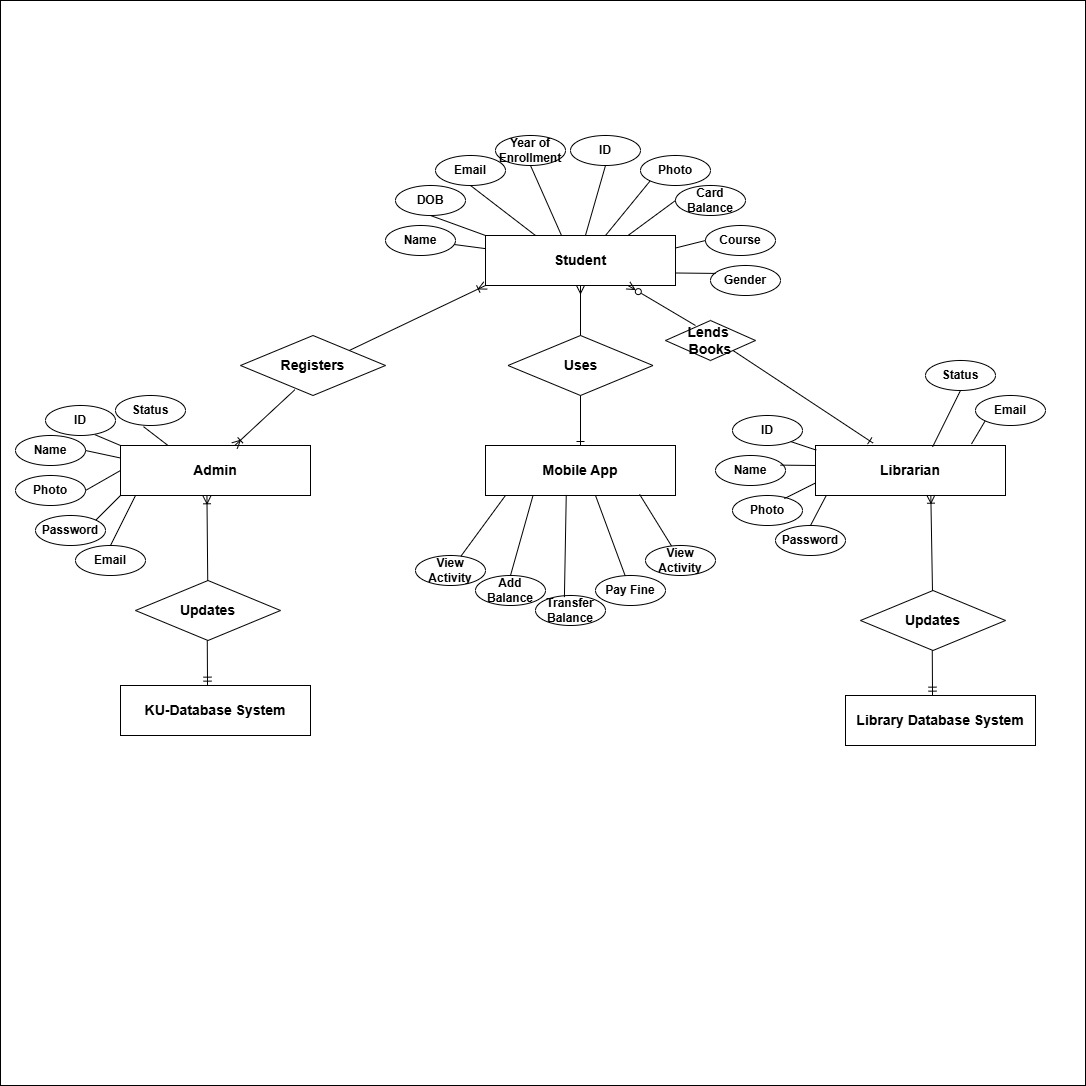 Year of
Enrollment
ID
Email
Photo
DOB
Card
Balance
Name
Course
Student
Gender
Lends
Books
Registers
Uses
Status
ID
Status
Email
Name
ID
Admin
Mobile App
Name
Librarian
Photo
Photo
Password
Password
Email
View
Activity
Add
Balance
Transfer
Balance
Pay Fine
View
Activity
Updates
Updates
KU-Database System
Library Database System